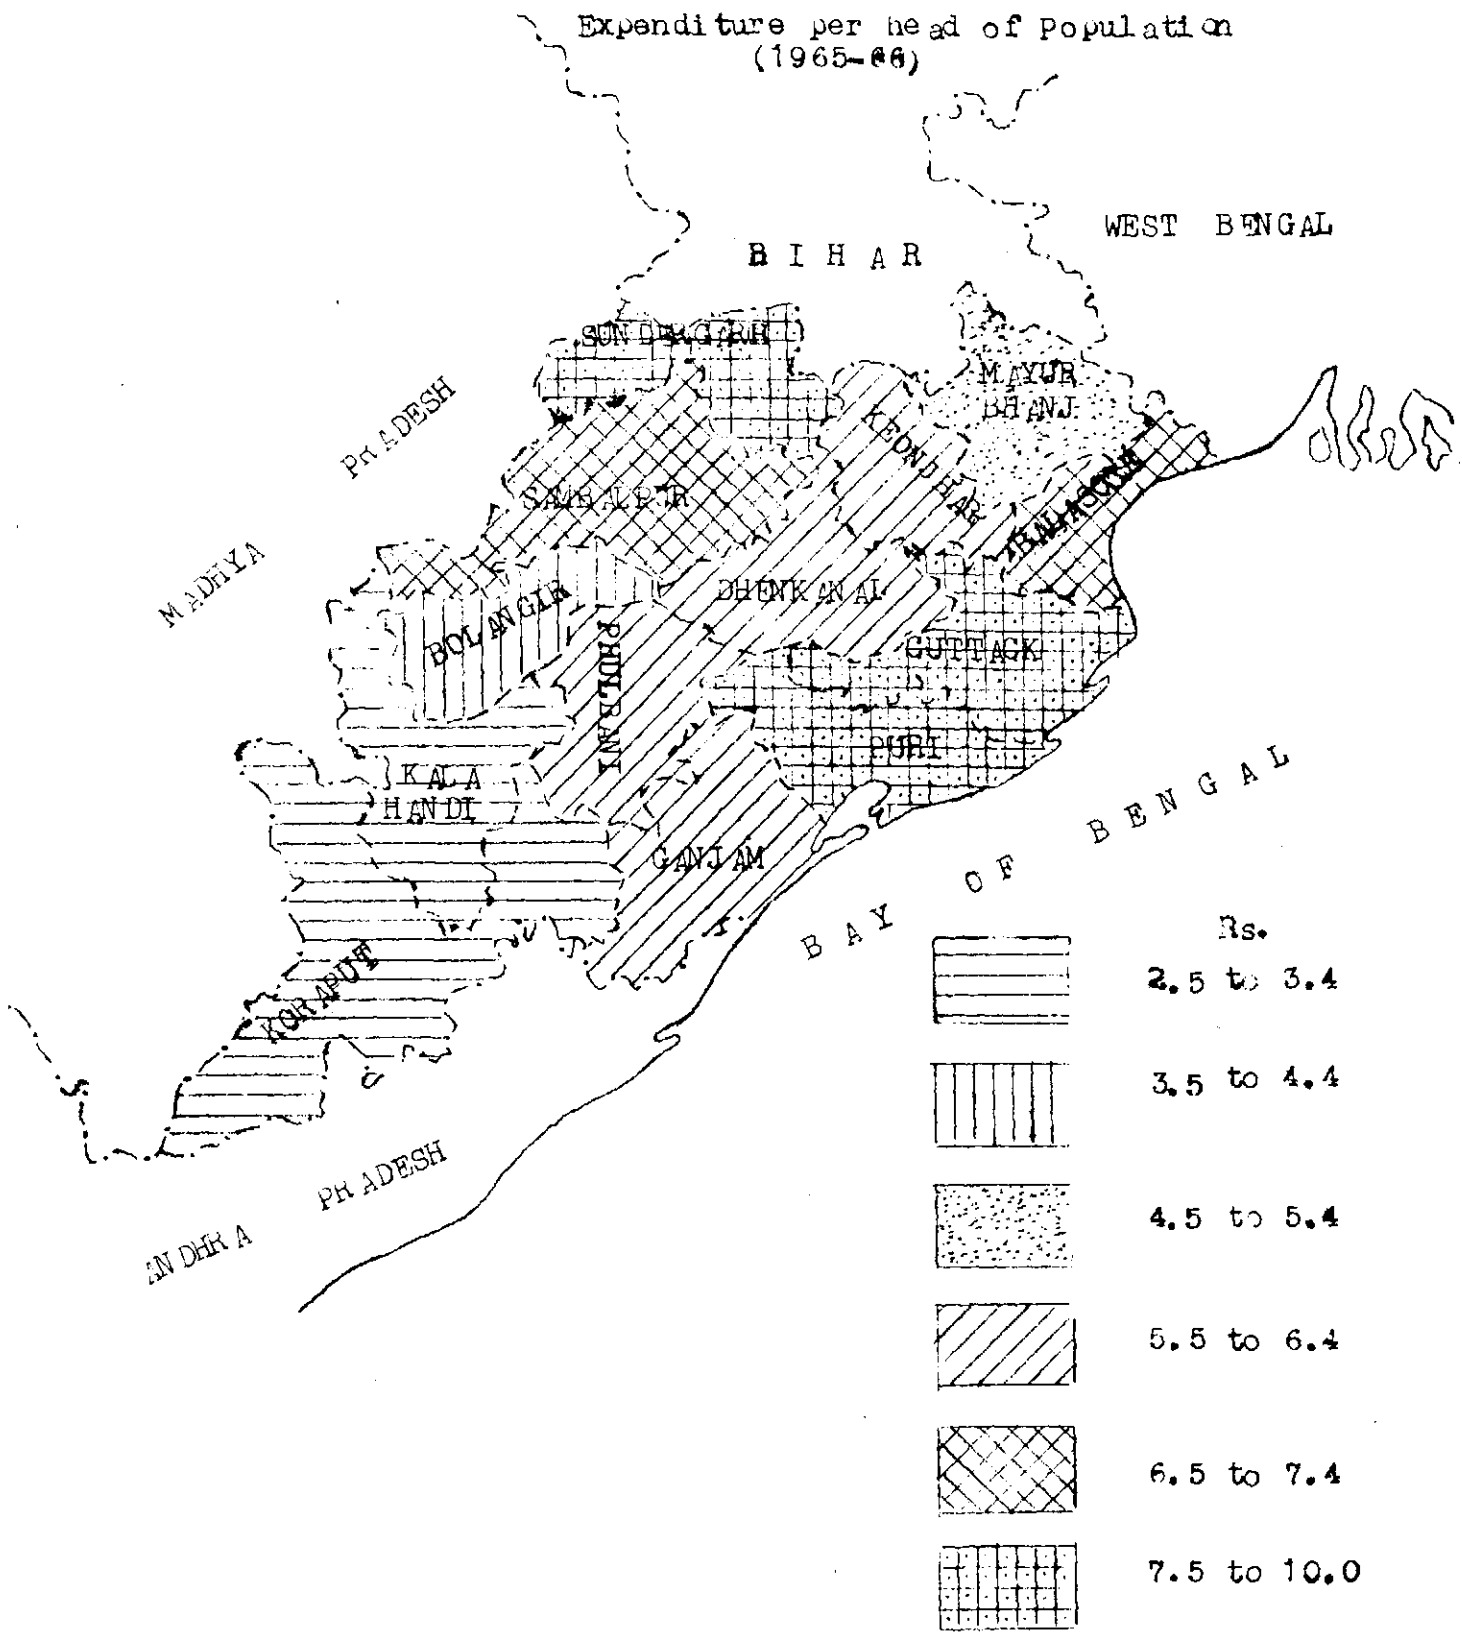 Expenditure per head of Population
(1965-66)
WEST BENGAL
BIHAR
SUNDERGARH
MAYUR
BHANJ
PRADESH
KEONJHAR
SAMBALPUR
BALASORE
MADHYA
DHENKANAL
BOLANGIR
PHULBANI
CUTTACK
PURI
KALA
HANDI
GANJAM
BAY OF BENGAL
KORAPUT
Rs.
2.5 to 3.4
3.5 to 4.4
4.5 to 5.4
PRADESH
ANDHRA
5.5 to 6.4
6.5 to 7.4
7.5 to 10.0